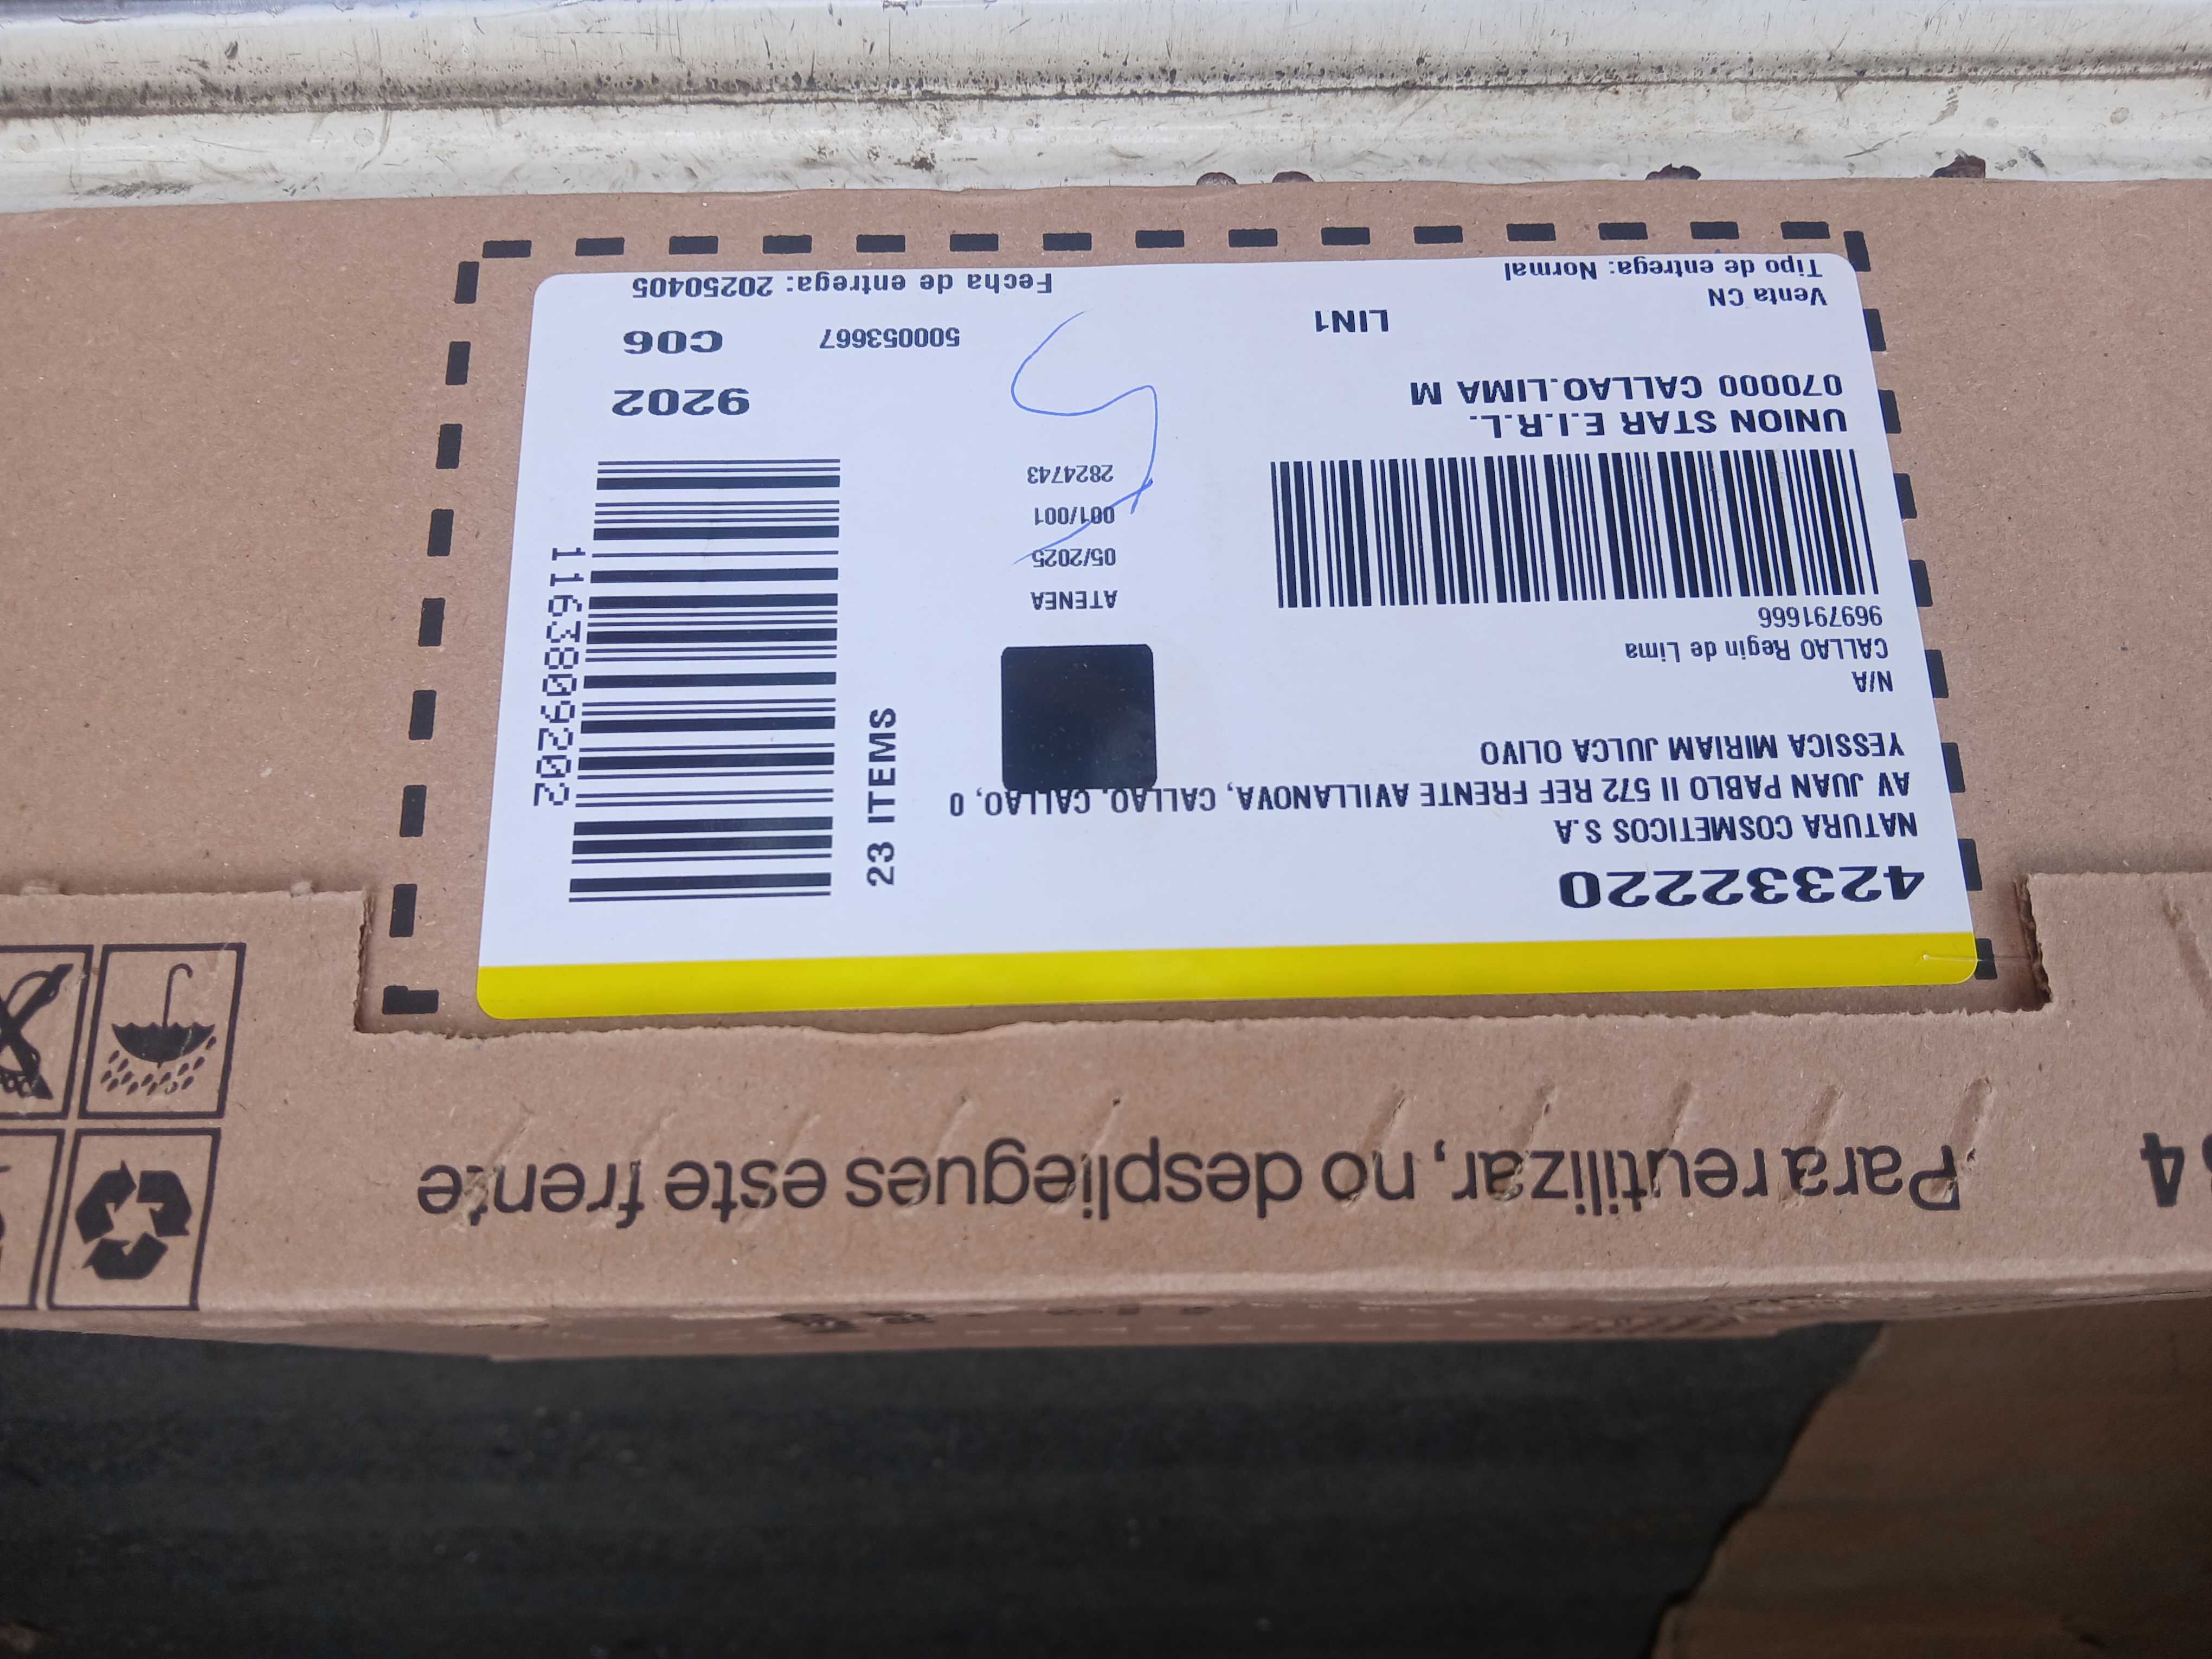 42332220
NATURA COSMETICOS S.A
AV JUAN PABLO II 572 REF FRENTE AVILLANOVA, CALLAO, CALLAO, 0
YESSICA MIRIAM JULCA OLIVO
N/A
CALLAO Regin de Lima
969791666
UNION STAR E.I.R.L.
070000 CALLAO.LIMA M
LIN1
Venta CN
Tipo de entrega: Normal
ATENEA
05/2025
001/001
2824743
23 ITEMS
11638099202
9202
500053667
C06
Fecha de entrega: 20250405
Para reutilizar, no despliegues este frente